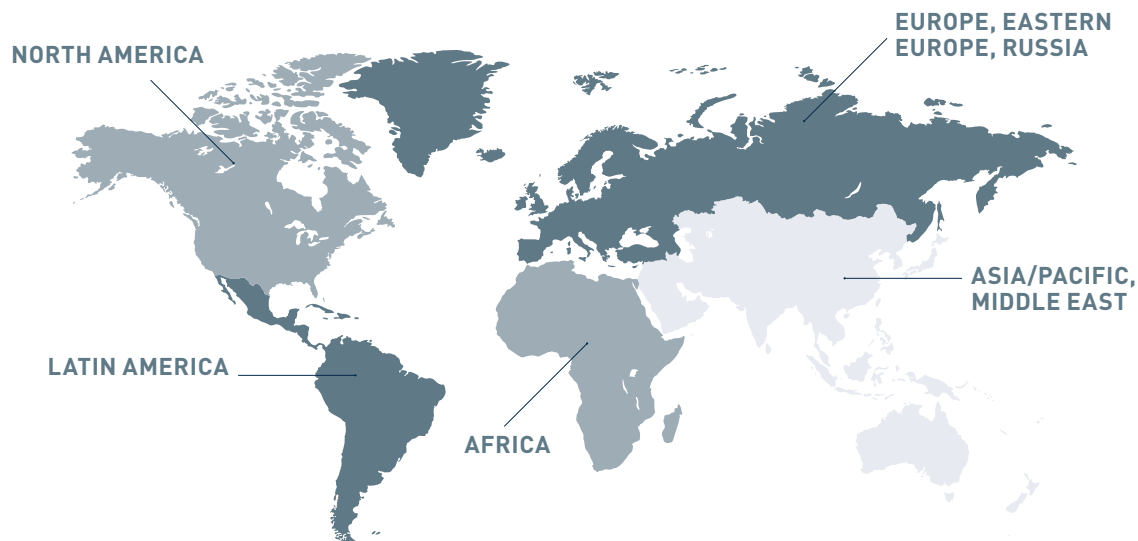 NORTH AMERICA
EUROPE, EASTERN
EUROPE, RUSSIA
ASIA/PACIFIC,
MIDDLE EAST
LATIN AMERICA
AFRICA